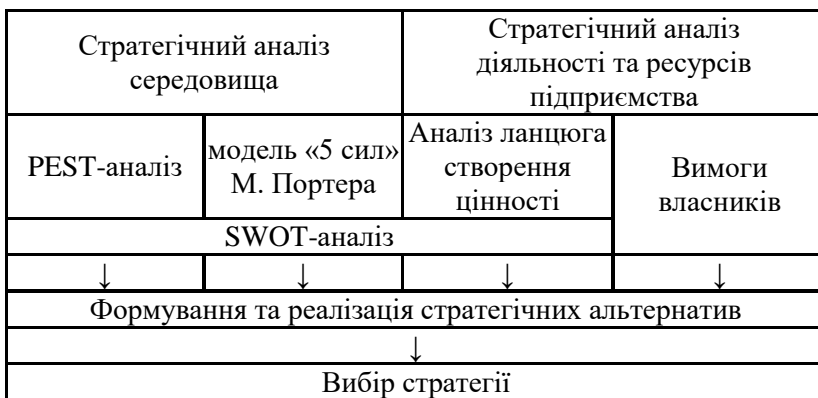 Стратегічний аналіз
середовища
Стратегічний аналіз
діяльності та ресурсів
підприємства
PEST-аналіз
модель «5 сил»
М. Портера
Аналіз ланцюга
створення
цінності
Вимоги
власників
SWOT-аналіз
↓ ↓ ↓ ↓
Формування та реалізація стратегічних альтернатив
↓
Вибір стратегії